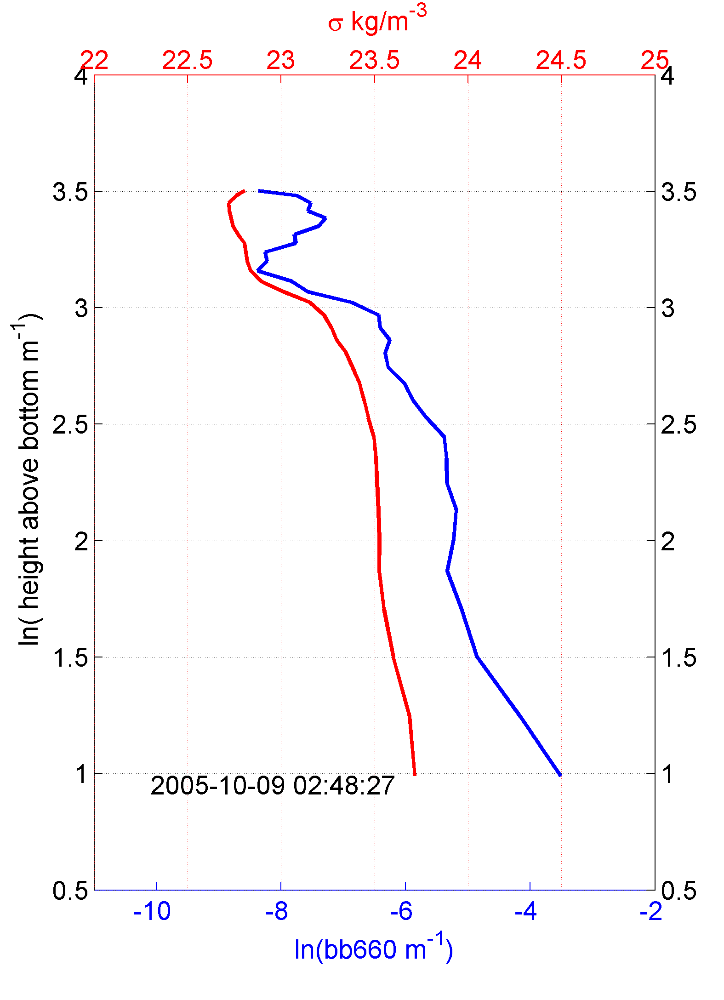 σ kg/m⁻³
22 22.5 23 23.5 24 24.5 25
4 4
3.5 3.5
3 3
2.5 2.5
2 2
1.5 1.5
1 1
0.5 0.5
ln( height above bottom m⁻¹)
2005-10-09 02:48:27
-10 -8 -6 -4 -2
ln(bb660 m⁻¹)